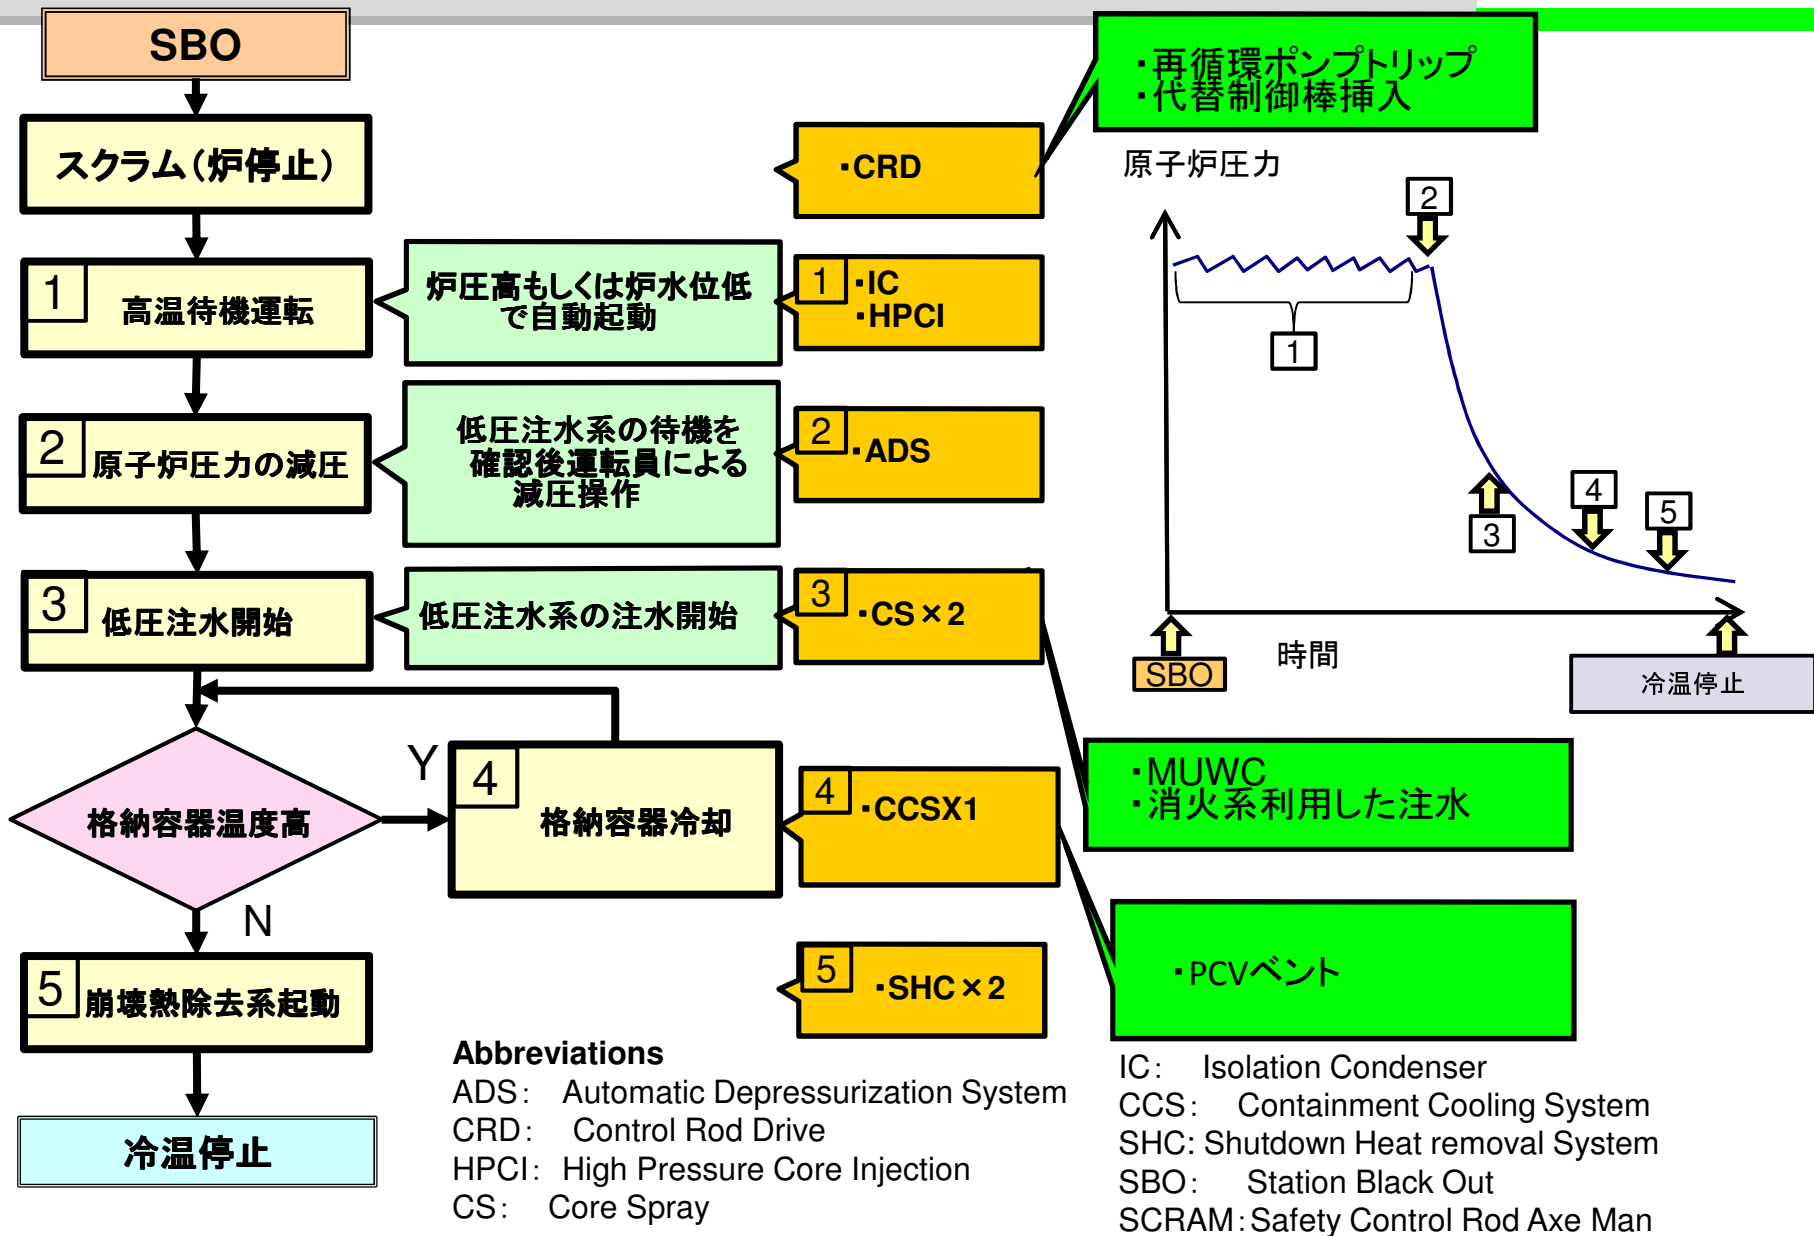 SBO
スクラム(炉停止)
1
高温待機運転
2
原子炉圧力の減圧
3
低圧注水開始
格納容器温度高
Y
N
4
格納容器冷却
5
崩壊熱除去系起動
冷温停止
炉圧高もしくは炉水位低
で自動起動
低圧注水系の待機を
確認後運転員による
減圧操作
低圧注水系の注水開始
・CRD
1
・IC
・HPCI
2
・ADS
3
・CS×2
4
・CCSX1
5
・SHC×2
・再循環ポンプトリップ
・代替制御棒挿入
原子炉圧力
2
1
3
4
5
時間
SBO
冷温停止
・MUWC
・消火系利用した注水
・PCVベント
Abbreviations
ADS: Automatic Depressurization System
CRD: Control Rod Drive
HPCI: High Pressure Core Injection
CS: Core Spray
IC: Isolation Condenser
CCS: Containment Cooling System
SHC: Shutdown Heat removal System
SBO: Station Black Out
SCRAM:Safety Control Rod Axe Man